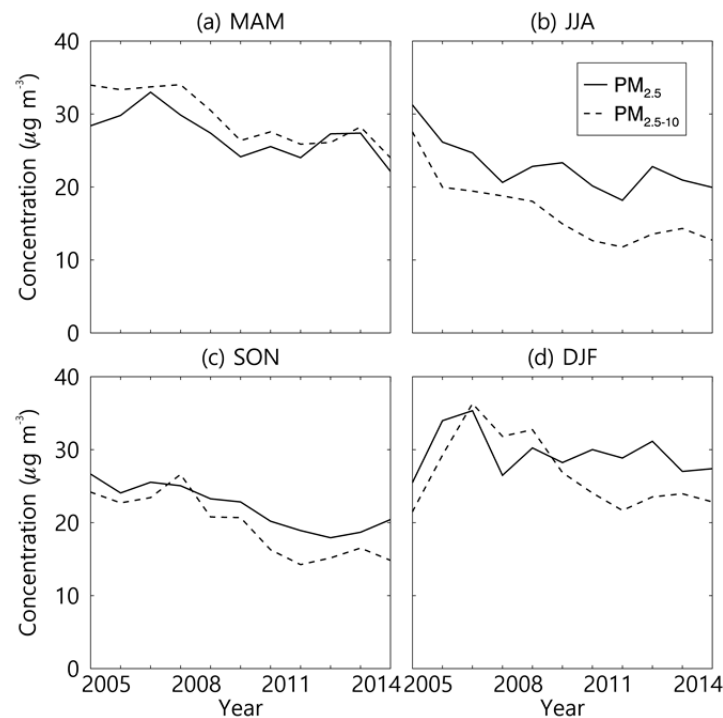 (a) MAM
(b) JJA
40
30
20
10
0
Concentration (μg m⁻³)
PM₂.₅
PM₂.₅₋₁₀
(c) SON
(d) DJF
40
30
20
10
0
Concentration (μg m⁻³)
2005 2008 2011 2014 2005 2008 2011 2014
Year Year